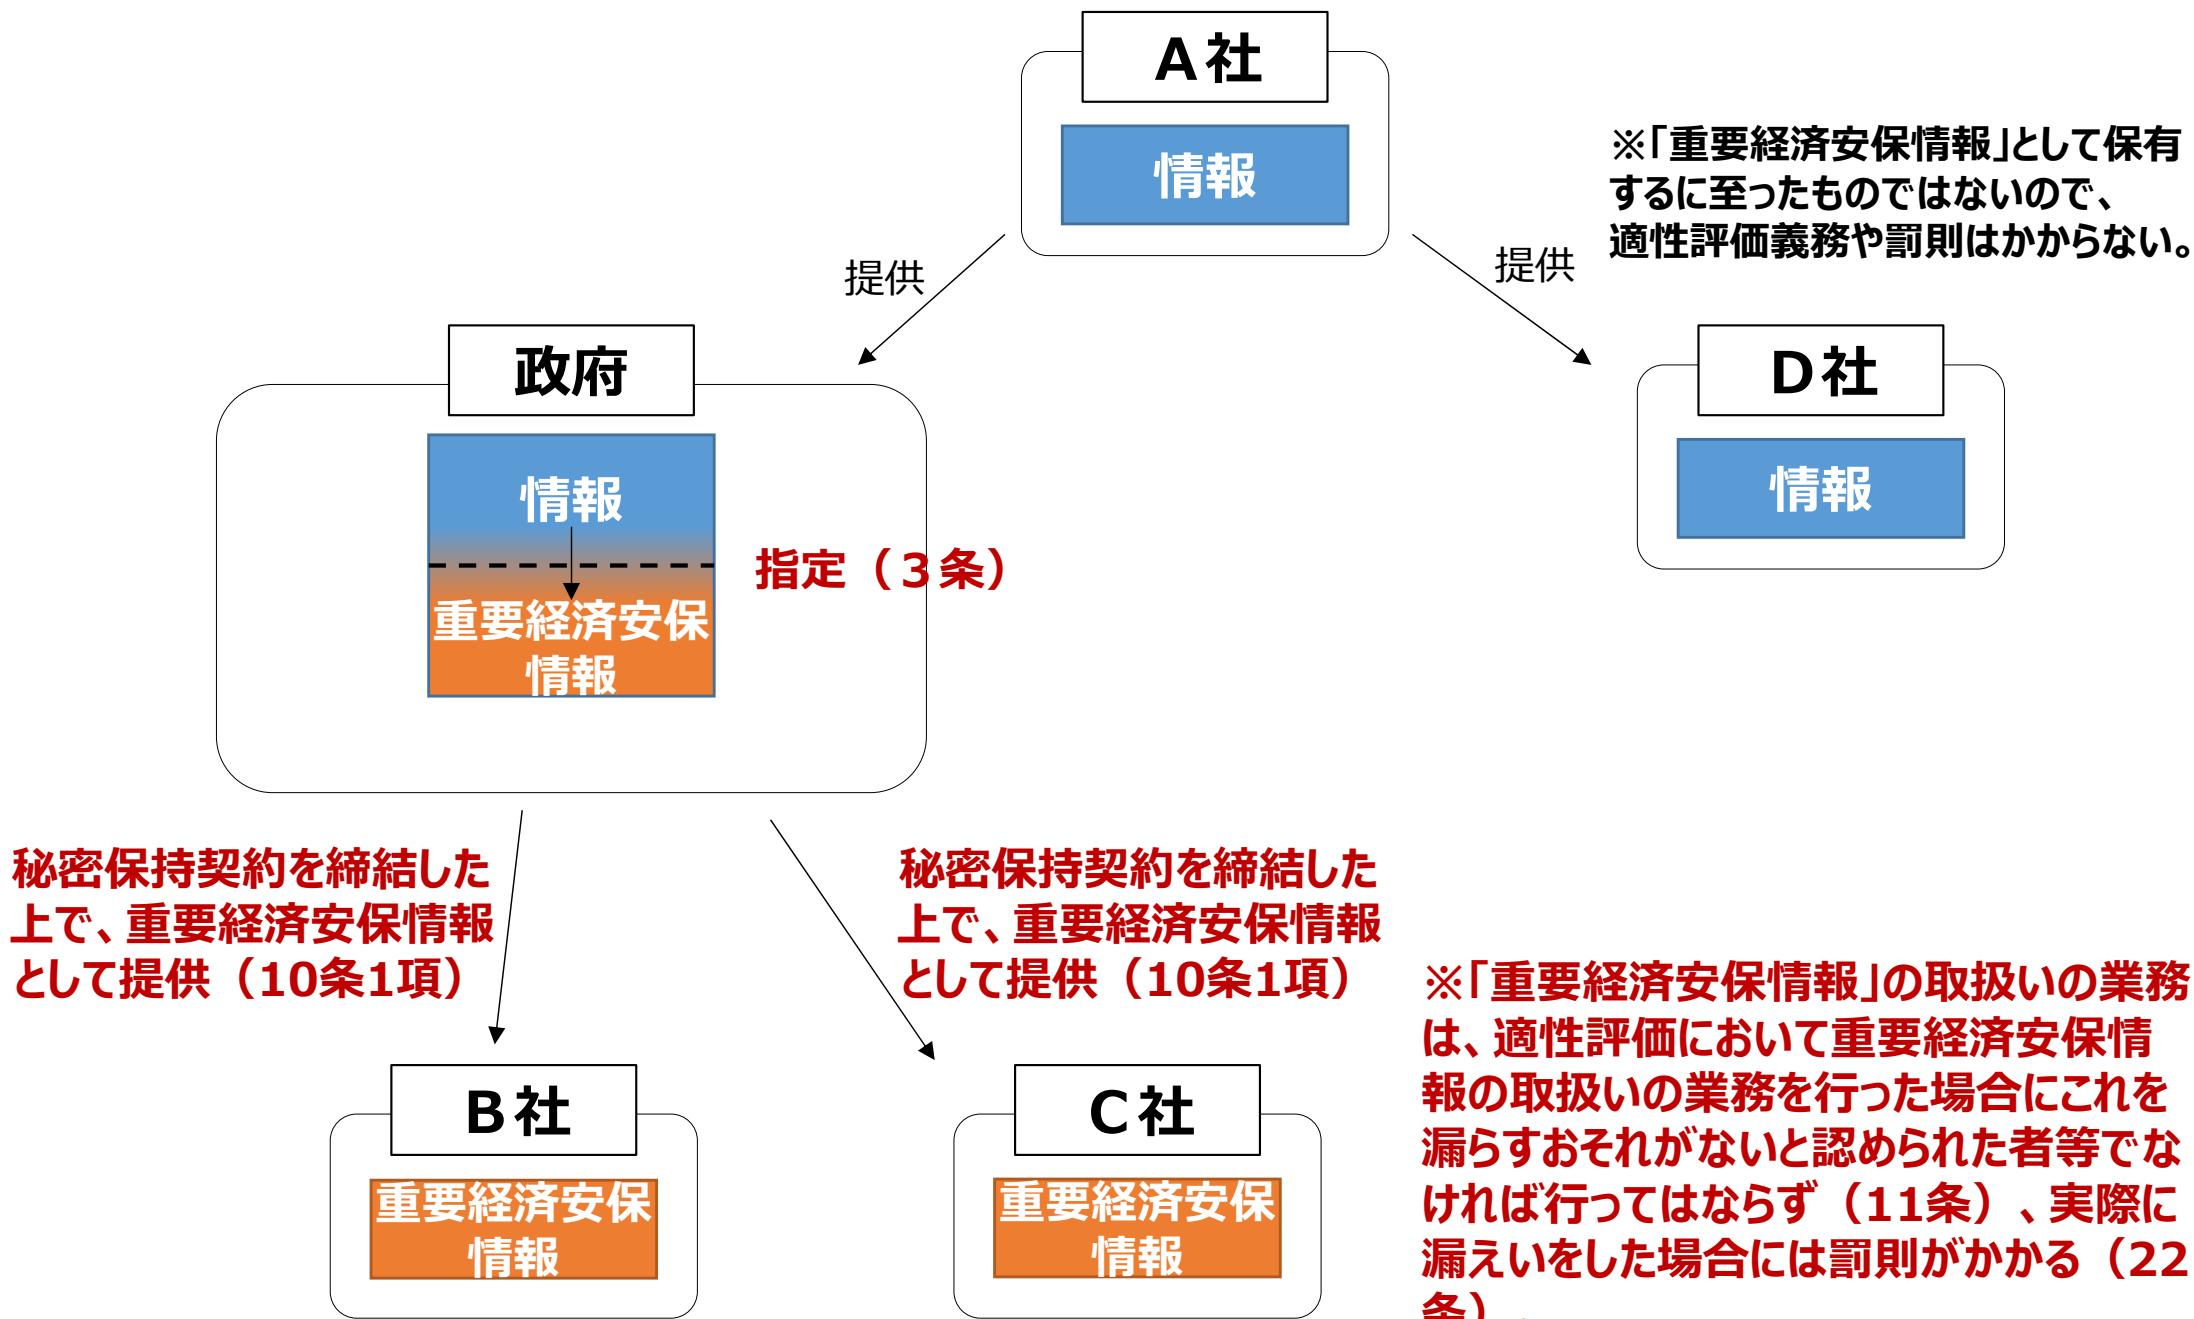 A社
情報
※「重要経済安保情報」として保有
するに至ったものではないので、
適性評価義務や罰則はかからない。
提供
提供
政府
D社
情報
情報
指定（３条）
重要経済安保
情報
秘密保持契約を締結した
上で、重要経済安保情報
として提供（10条1項）
秘密保持契約を締結した
上で、重要経済安保情報
として提供（10条1項）
※「重要経済安保情報」の取扱いの業務
は、適性評価において重要経済安保情
報の取扱いの業務を行った場合にこれを
漏らすおそれがないと認められた者等でな
ければ行ってはならず（11条）、実際に
漏えいをした場合には罰則がかかる（22
条）
B社
C社
重要経済安保
情報
重要経済安保
情報